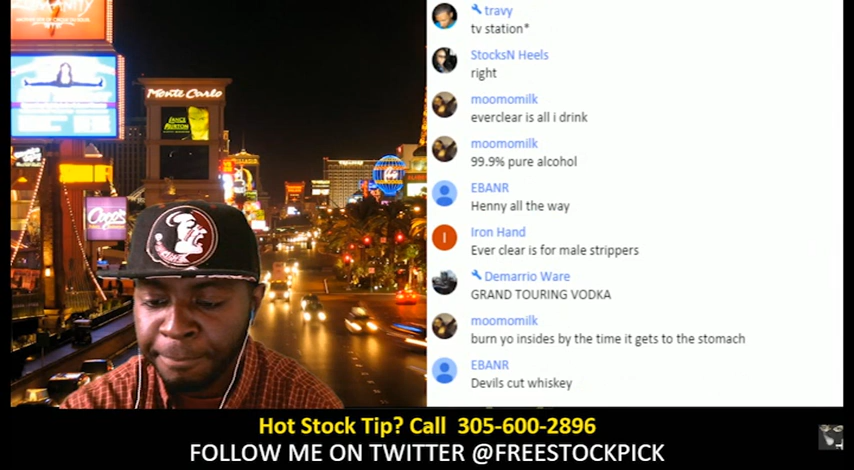 HUMANITY
Monte Carlo
LANCE
BURTON
travy
tv station*
StocksN Heels
right
moomomilk
everclear is all i drink
moomomilk
99.9% pure alcohol
EBANR
Henny all the way
I
Iron Hand
Ever clear is for male strippers
Demarrio Ware
GRAND TOURING VODKA
moomomilk
burn yo insides by the time it gets to the stomach
EBANR
Devils cut whiskey
Hot Stock Tip? Call 305-600-2896
FOLLOW ME ON TWITTER @FREESTOCKPICK